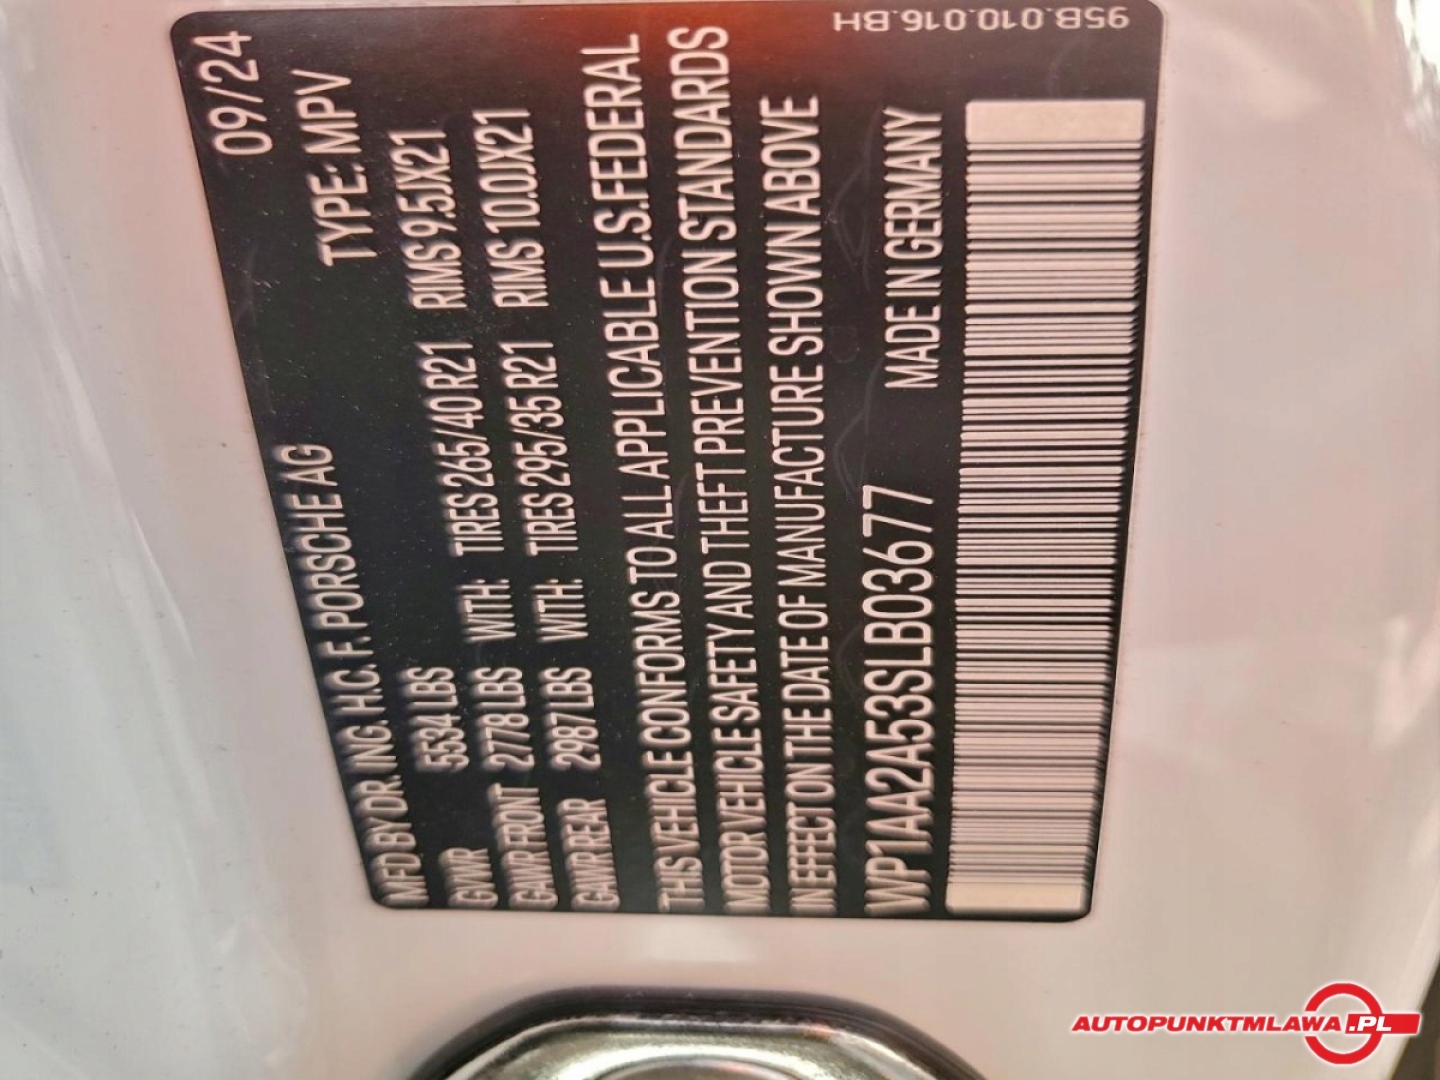 09/24
MFD BY DR. ING. H.C. F. PORSCHE AG TYPE: MPV
GVWR 5534 LBS
GAWR FRONT 2778 LBS WITH: TIRES 265/40 R21 RIMS 9.5JX21
GAWR REAR 2987 LBS WITH: TIRES 295/35 R21 RIMS 10.0JX21
THIS VEHICLE CONFORMS TO ALL APPLICABLE U.S.FEDERAL
MOTOR VEHICLE SAFETY AND THEFT PREVENTION STANDARDS
IN EFFECT ON THE DATE OF MANUFACTURE SHOWN ABOVE
WP1AA2A53SLB03677 MADE IN GERMANY
95B.010.016.BH
AUTOPUNKTMLAWA.PL